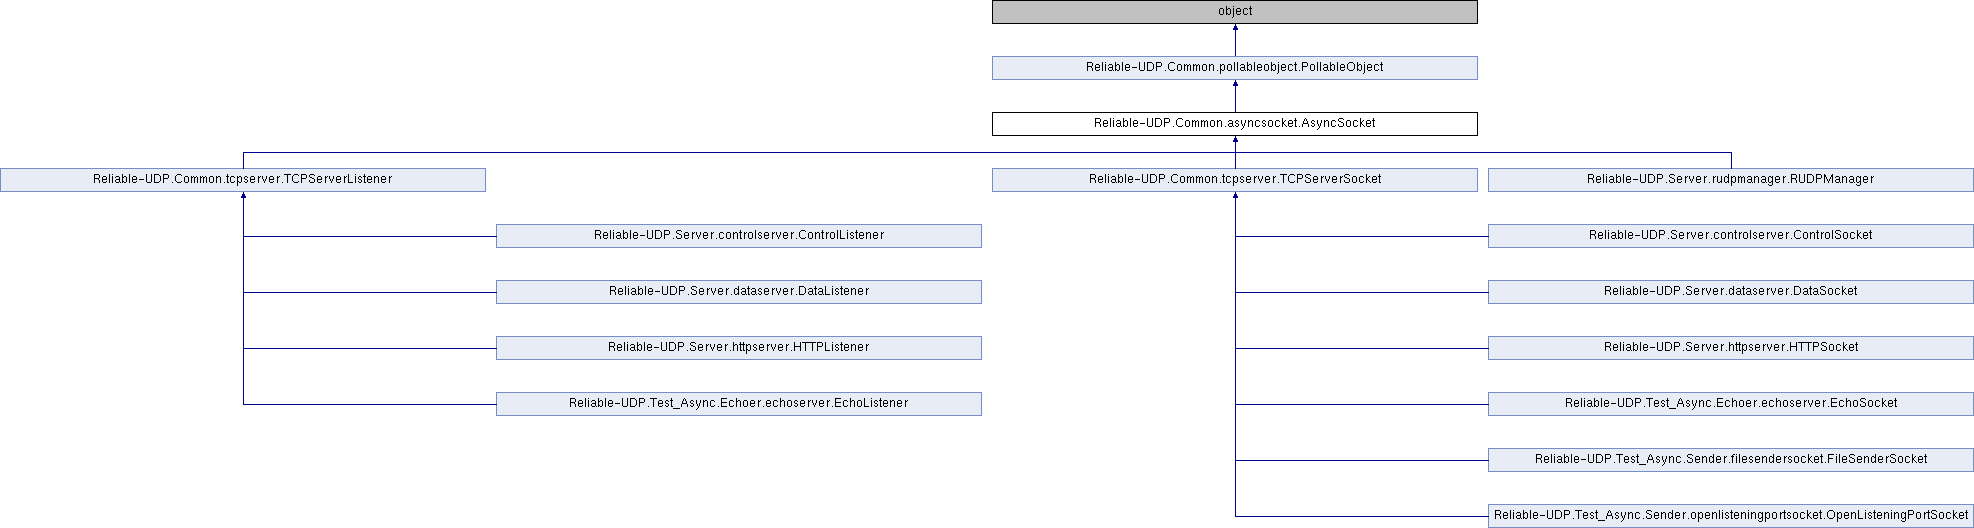 object
Reliable-UDP.Common.pollableobject.PollableObject
Reliable-UDP.Common.asyncsocket.AsyncSocket
Reliable-UDP.Common.tcpserver.TCPServerListener
Reliable-UDP.Common.tcpserver.TCPServerSocket
Reliable-UDP.Server.rudpmanager.RUDPManager
Reliable-UDP.Server.controlserver.ControlListener
Reliable-UDP.Server.controlserver.ControlSocket
Reliable-UDP.Server.dataserver.DataListener
Reliable-UDP.Server.dataserver.DataSocket
Reliable-UDP.Server.httpserver.HTTPListener
Reliable-UDP.Server.httpserver.HTTPSocket
Reliable-UDP.Test_Async.Echoer.echoserver.EchoListener
Reliable-UDP.Test_Async.Echoer.echoserver.EchoSocket
Reliable-UDP.Test_Async.Sender.filesendersocket.FileSenderSocket
Reliable-UDP.Test_Async.Sender.openlisteningportsocket.OpenListeningPortSocket